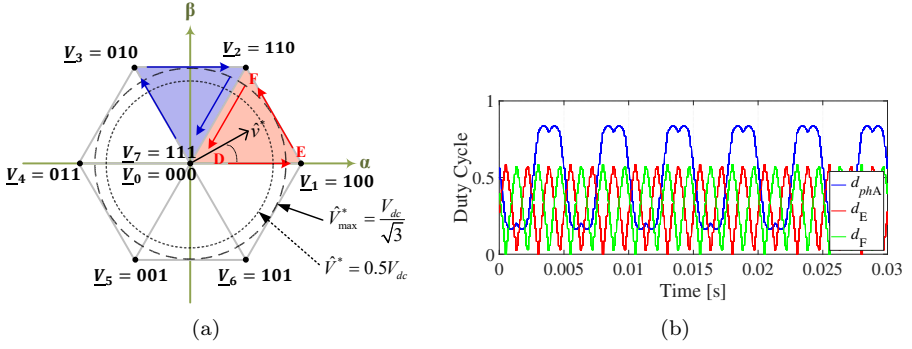 β
V3 = 010
V2 = 110
F
v̂*
V7 = 111
D
E
α
V4 = 011
V0 = 000
V1 = 100
V̂*max = Vdc/√3
V̂* = 0.5Vdc
V5 = 001
V6 = 101
(a)
Duty Cycle
1
0.5
0
dphA
dE
dF
0 0.005 0.01 0.015 0.02 0.025 0.03
Time [s]
(b)